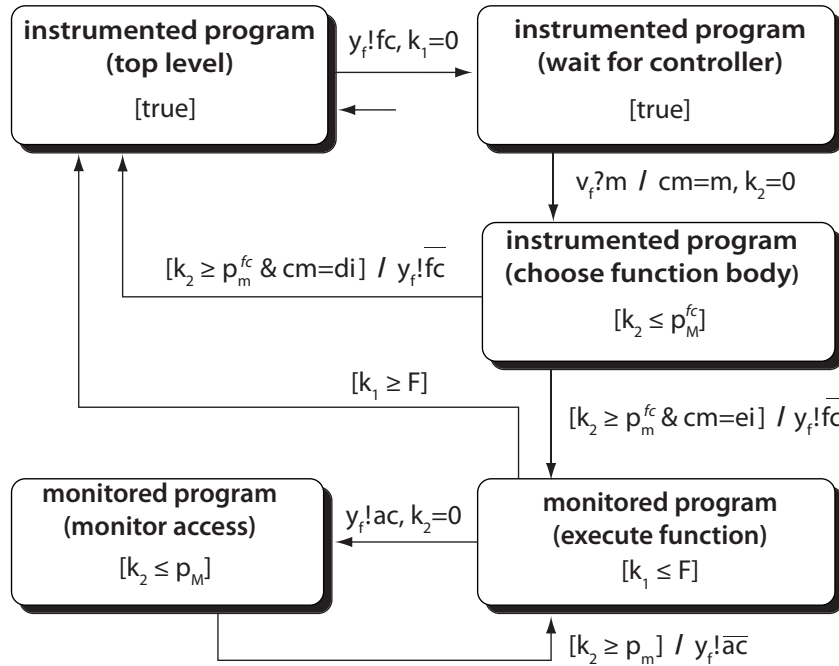 instrumented program
(top level)
[true]
y_f!fc, k_1=0
instrumented program
(wait for controller)
[true]
v_f?m / cm=m, k_2=0
instrumented program
(choose function body)
[k_2 ≤ p_M^{fc}]
[k_2 ≥ p_m^{fc} & cm=di] / y_f!\overline{fc}
[k_1 ≥ F]
[k_2 ≥ p_m^{fc} & cm=ei] / y_f!\overline{fc}
monitored program
(monitor access)
[k_2 ≤ p_M]
y_f!ac, k_2=0
monitored program
(execute function)
[k_1 ≤ F]
[k_2 ≥ p_m] / y_f!\overline{ac}